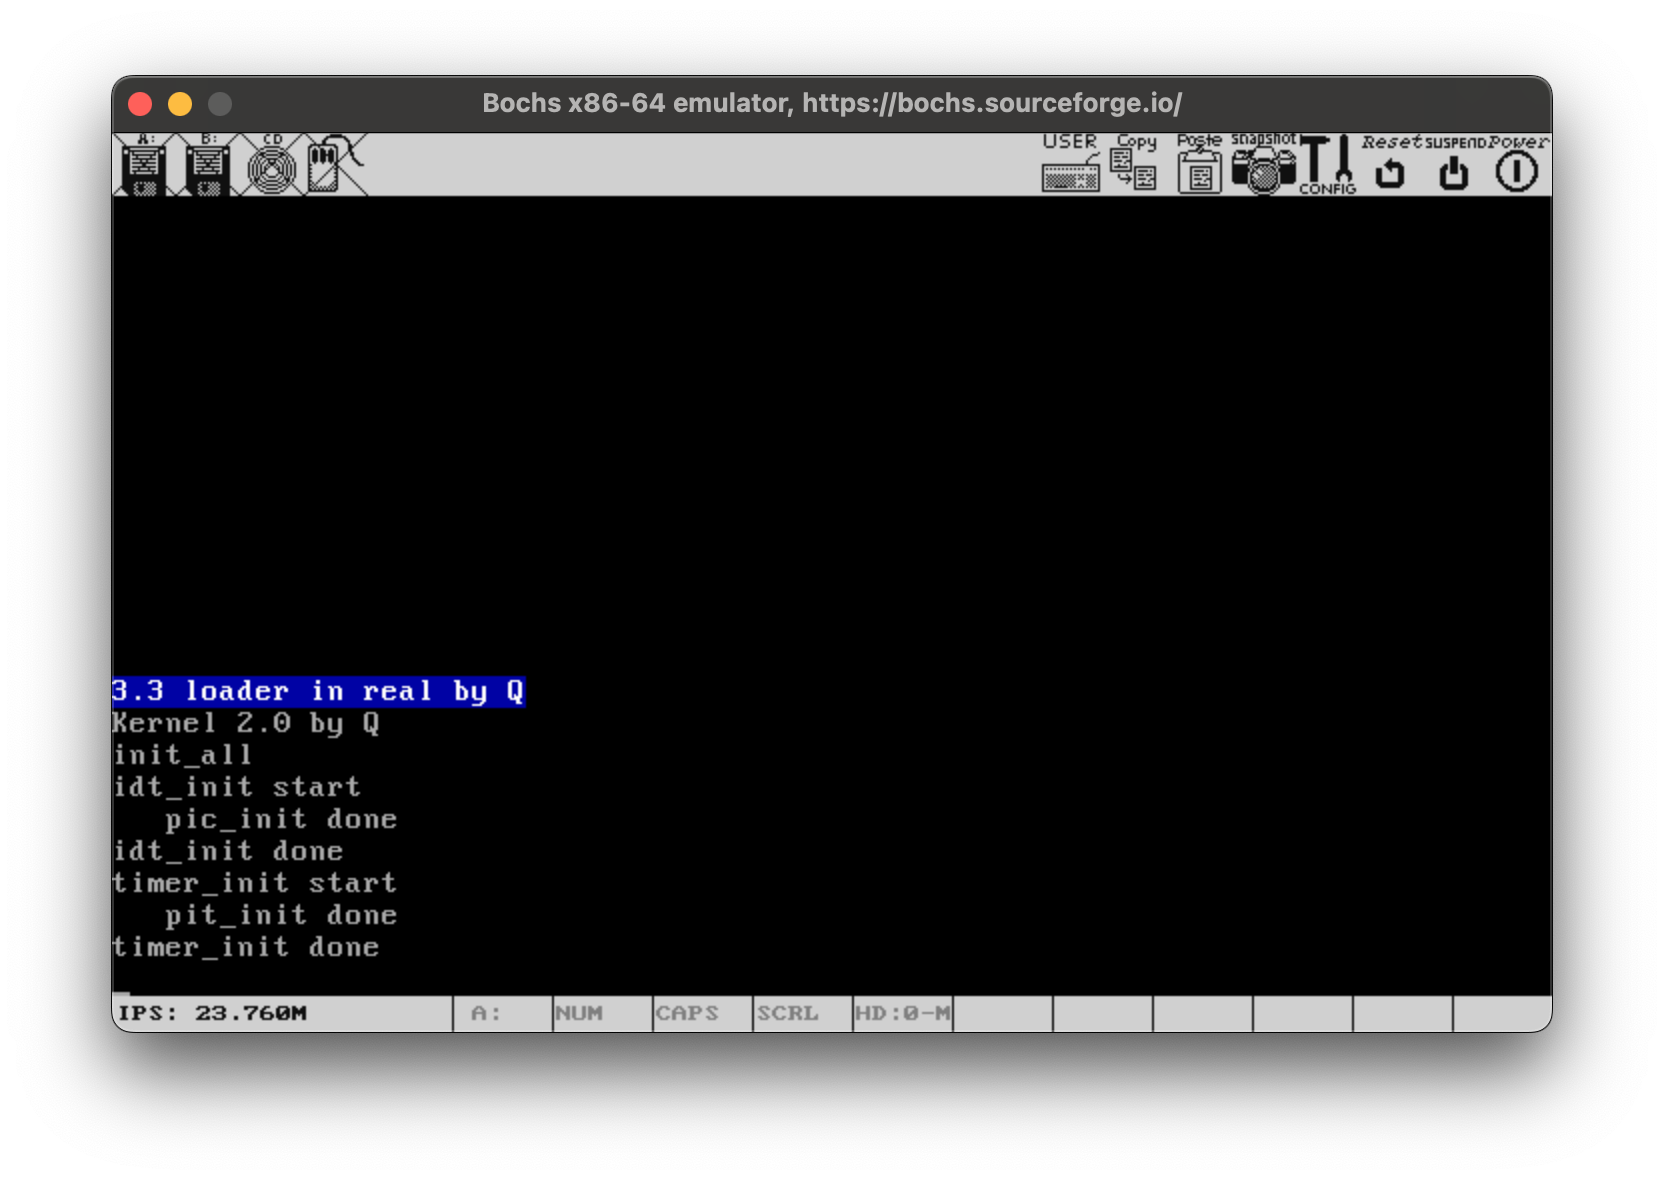 Bochs x86-64 emulator, https://bochs.sourceforge.io/
A: B: CD USER Copy Paste snapshot CONFIG Reset SUSPEND Power
3.3 loader in real by Q
Kernel 2.0 by Q
init_all
idt_init start
   pic_init done
idt_init done
timer_init start
   pit_init done
timer_init done
IPS: 23.760M A: NUM CAPS SCRL HD:0-M